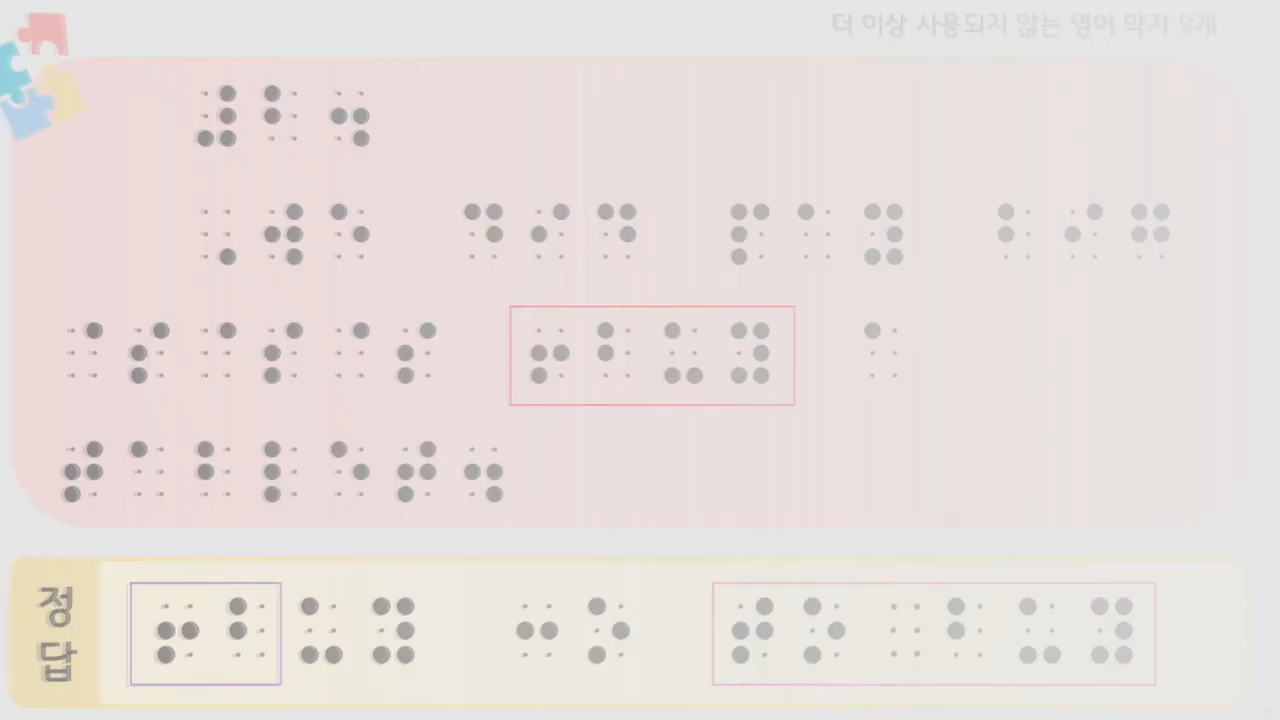 더 이상 사용되지 않는 영어 약자 9개
⠼⠃⠲
⠠⠺⠑ ⠙⠊⠙ ⠏⠁⠽ ⠃⠊⠛
⠈⠎⠈⠎⠈⠎ ⠖⠃⠥⠽ ⠁
⠞⠁⠃⠇⠑⠞⠲
정답
⠖⠃⠥⠽ ⠒⠕ ⠞⠕ ⠃⠥⠽